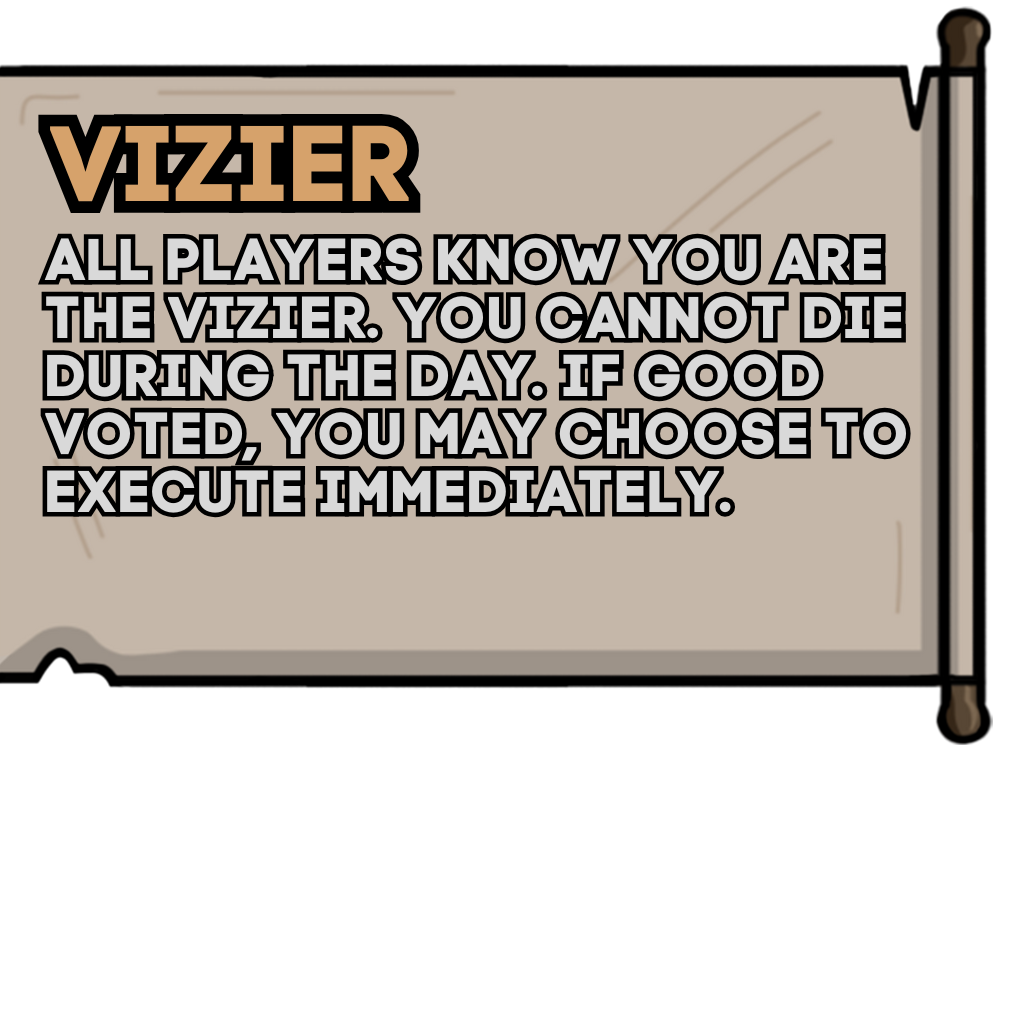 VIZIER
ALL PLAYERS KNOW YOU ARE
THE VIZIER. YOU CANNOT DIE
DURING THE DAY. IF GOOD
VOTED, YOU MAY CHOOSE TO
EXECUTE IMMEDIATELY.